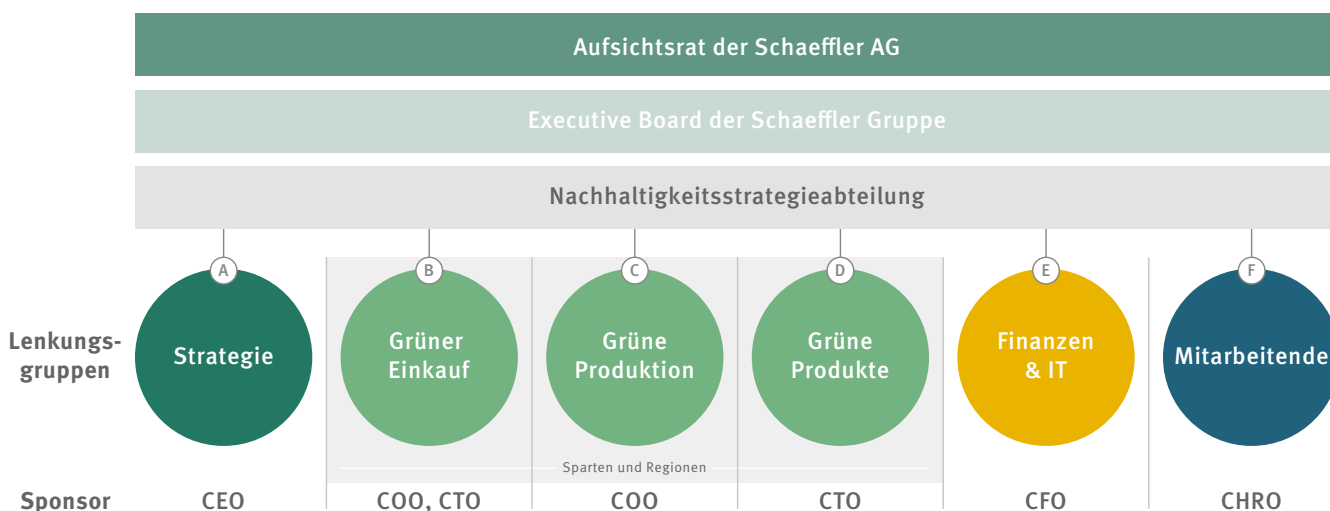 Aufsichtsrat der Schaeffler AG
Executive Board der Schaeffler Gruppe
Nachhaltigkeitsstrategieabteilung
A
B
C
D
E
F
Lenkungs-
gruppen
Strategie
Grüner
Einkauf
Grüne
Produktion
Grüne
Produkte
Finanzen
& IT
Mitarbeitende
Sparten und Regionen
Sponsor
CEO
COO, CTO
COO
CTO
CFO
CHRO